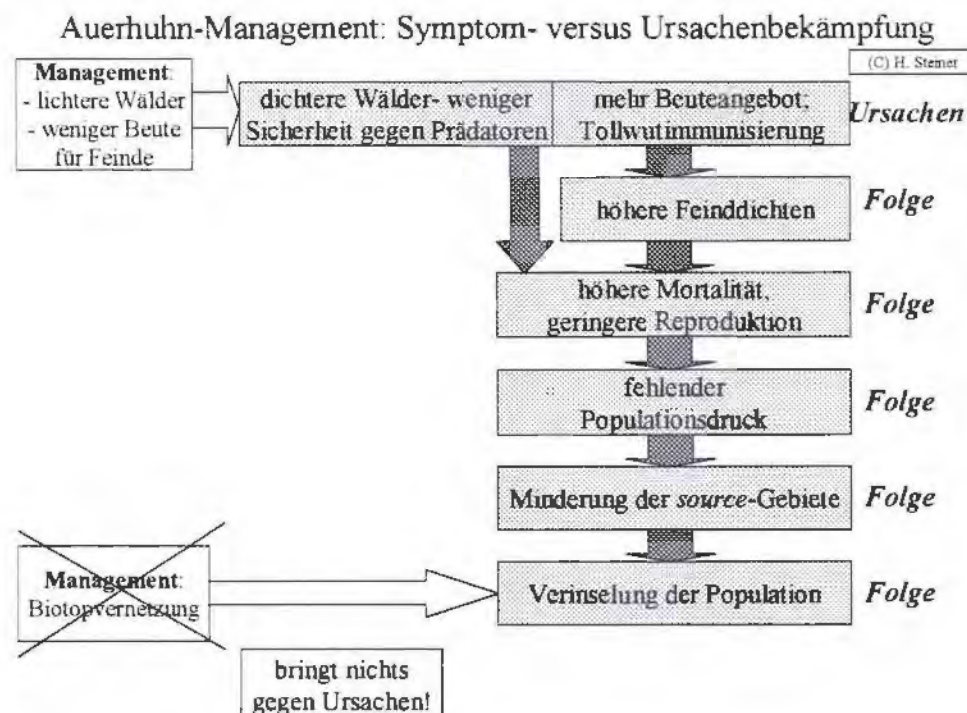 Auerhuhn-Management: Symptom- versus Ursachenbekämpfung
(C) H. Steiner
Management:
- lichtere Wälder
- weniger Beute
für Feinde
dichtere Wälder- weniger
Sicherheit gegen Prädatoren
mehr Beuteangebot;
Tollwutimmunisierung
Ursachen
höhere Feinddichten
Folge
höhere Mortalität,
geringere Reproduktion
Folge
fehlender
Populationsdruck
Folge
Minderung der source-Gebiete
Folge
Management:
Biotopvernetzung
Verinselung der Population
Folge
bringt nichts
gegen Ursachen!